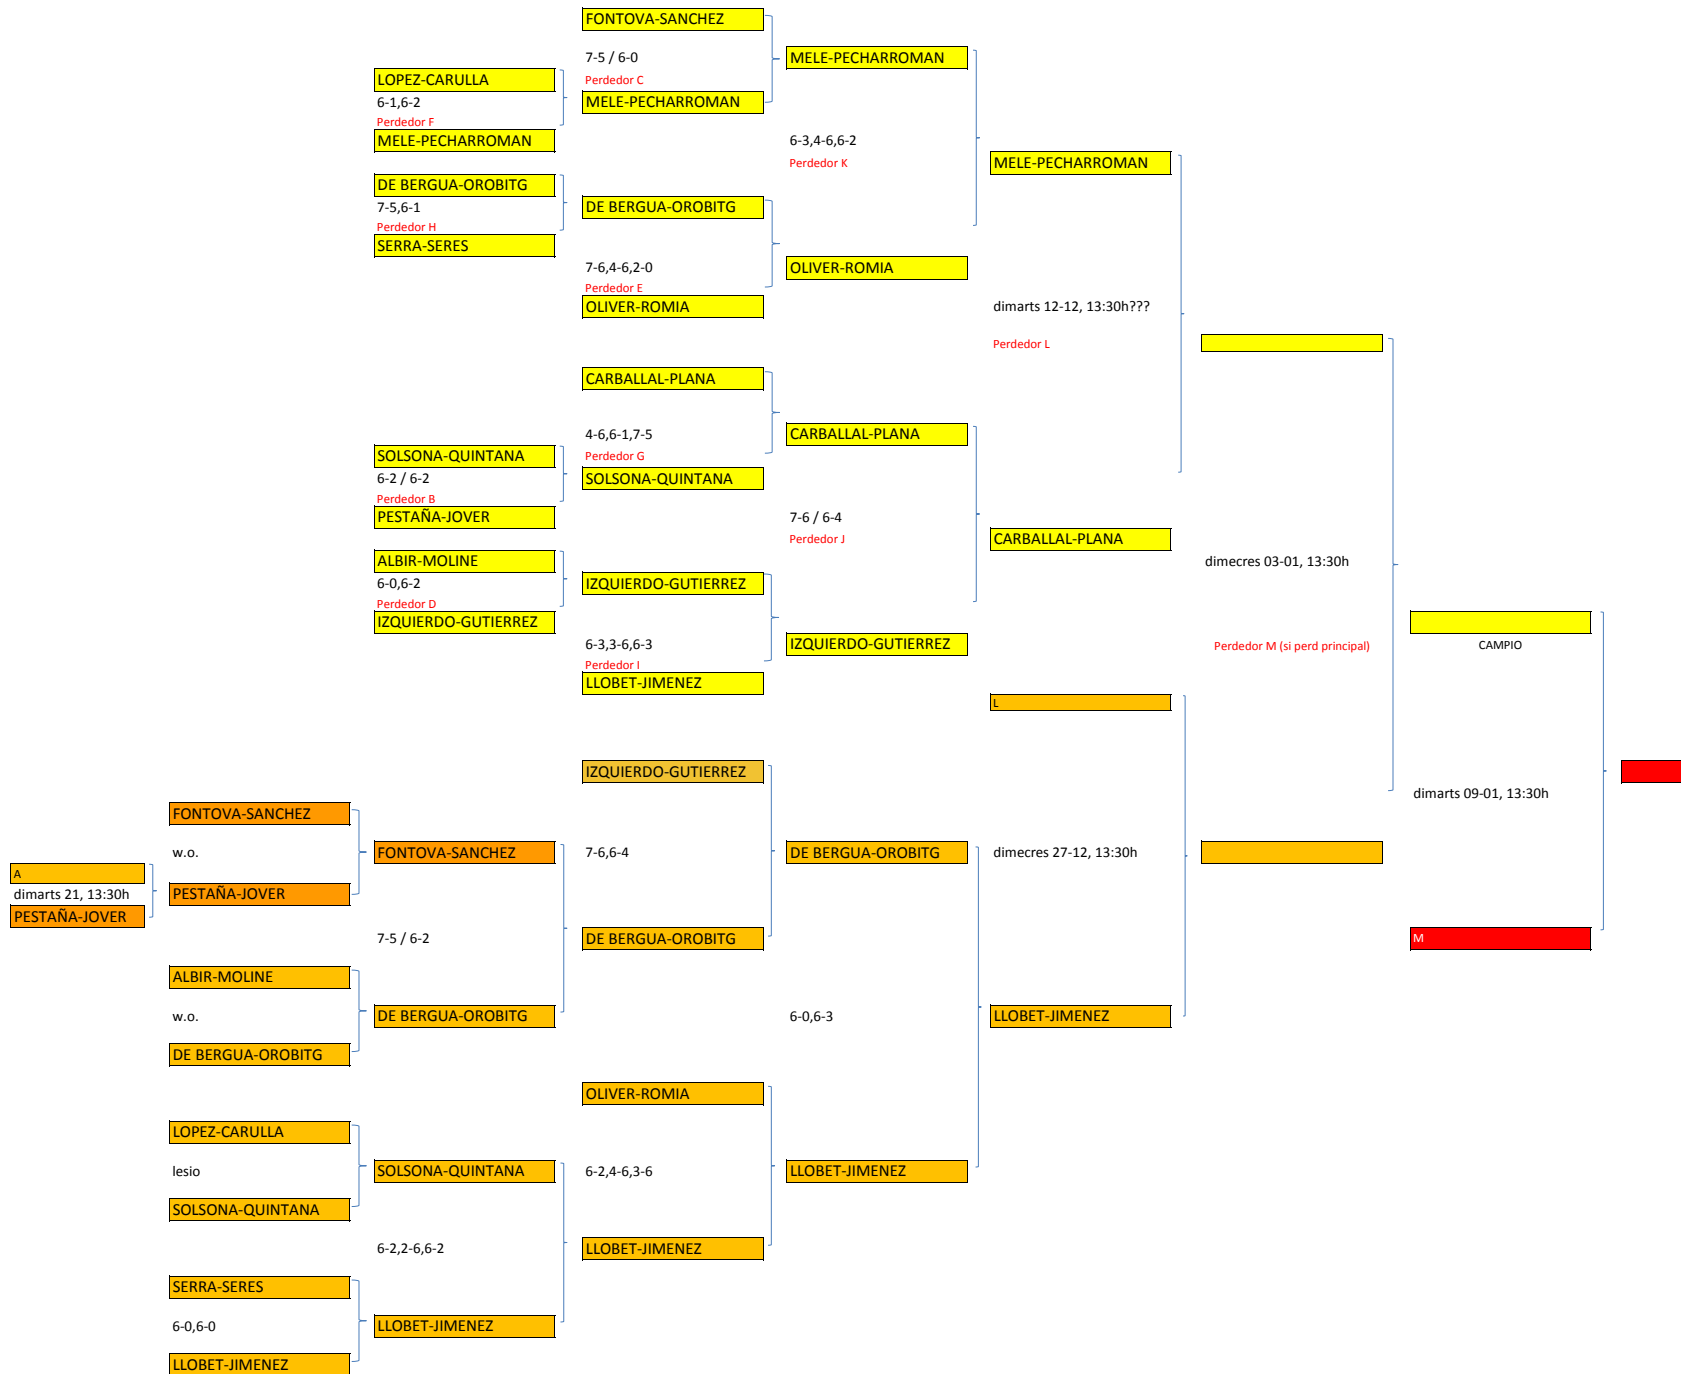 FONTOVA-SANCHEZ
7-5 / 6-0
Perdedor C
MELE-PECHARROMAN
LOPEZ-CARULLA
6-1,6-2
Perdedor F
MELE-PECHARROMAN
MELE-PECHARROMAN
6-3,4-6,6-2
Perdedor K
MELE-PECHARROMAN
DE BERGUA-OROBITG
7-5,6-1
Perdedor H
SERRA-SERES
DE BERGUA-OROBITG
7-6,4-6,2-0
Perdedor E
OLIVER-ROMIA
OLIVER-ROMIA
dimarts 12-12, 13:30h???
Perdedor L
CARBALLAL-PLANA
4-6,6-1,7-5
Perdedor G
SOLSONA-QUINTANA
CARBALLAL-PLANA
SOLSONA-QUINTANA
6-2 / 6-2
Perdedor B
PESTAÑA-JOVER
7-6 / 6-4
Perdedor J
CARBALLAL-PLANA
ALBIR-MOLINE
6-0,6-2
Perdedor D
IZQUIERDO-GUTIERREZ
IZQUIERDO-GUTIERREZ
6-3,3-6,6-3
Perdedor I
LLOBET-JIMENEZ
IZQUIERDO-GUTIERREZ
dimecres 03-01, 13:30h
Perdedor M (si perd principal)
CAMPIO
L
IZQUIERDO-GUTIERREZ
7-6,6-4
DE BERGUA-OROBITG
DE BERGUA-OROBITG
dimecres 27-12, 13:30h
dimarts 09-01, 13:30h
M
FONTOVA-SANCHEZ
w.o.
PESTAÑA-JOVER
A
dimarts 21, 13:30h
PESTAÑA-JOVER
FONTOVA-SANCHEZ
7-5 / 6-2
DE BERGUA-OROBITG
ALBIR-MOLINE
w.o.
DE BERGUA-OROBITG
6-0,6-3
LLOBET-JIMENEZ
OLIVER-ROMIA
6-2,4-6,3-6
LLOBET-JIMENEZ
LLOBET-JIMENEZ
LOPEZ-CARULLA
lesio
SOLSONA-QUINTANA
SOLSONA-QUINTANA
6-2,2-6,6-2
LLOBET-JIMENEZ
SERRA-SERES
6-0,6-0
LLOBET-JIMENEZ